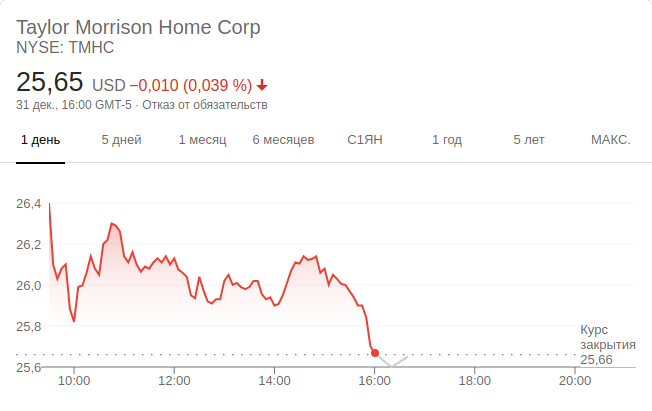 Taylor Morrison Home Corp
NYSE: TMHC
25,65 USD −0,010 (0,039 %)
31 дек., 16:00 GMT-5 · Отказ от обязательств
1 день 5 дней 1 месяц 6 месяцев С1ЯН 1 год 5 лет МАКС.
26,4
26,2
26,0
25,8
25,6
Курс
закрытия
25,66
10:00 12:00 14:00 16:00 18:00 20:00